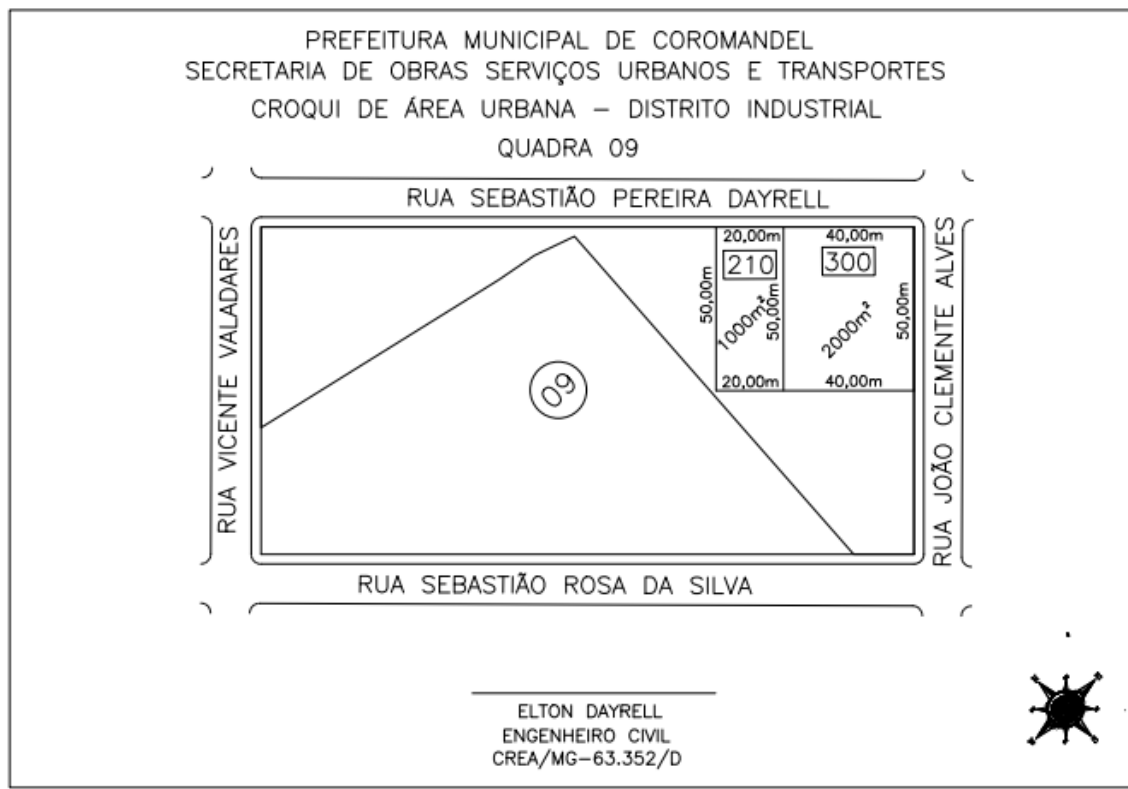 PREFEITURA MUNICIPAL DE COROMANDEL
SECRETARIA DE OBRAS SERVIÇOS URBANOS E TRANSPORTES
CROQUI DE ÁREA URBANA – DISTRITO INDUSTRIAL
QUADRA 09
RUA SEBASTIÃO PEREIRA DAYRELL
RUA VICENTE VALADARES
20,00m
40,00m
210
300
50,00m
1000m²
50,00m
2000m²
50,00m
20,00m
40,00m
09
RUA JOÃO CLEMENTE ALVES
RUA SEBASTIÃO ROSA DA SILVA
ELTON DAYRELL
ENGENHEIRO CIVIL
CREA/MG–63.352/D